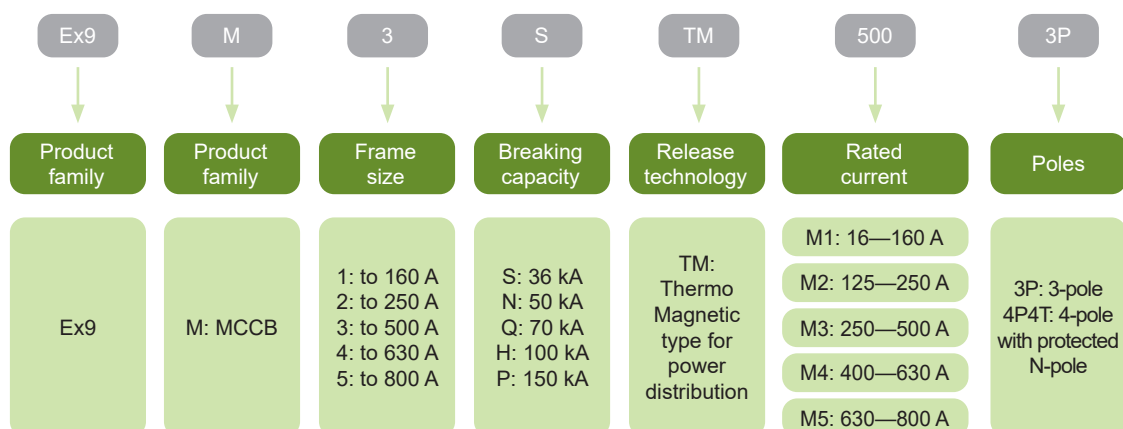 Ex9
M
3
S
TM
500
3P
Product
family
Product
family
Frame
size
Breaking
capacity
Release
technology
Rated
current
Poles
Ex9
M: MCCB
1: to 160 A
2: to 250 A
3: to 500 A
4: to 630 A
5: to 800 A
S: 36 kA
N: 50 kA
Q: 70 kA
H: 100 kA
P: 150 kA
TM:
Thermo
Magnetic
type for
power
distribution
M1: 16—160 A
M2: 125—250 A
M3: 250—500 A
M4: 400—630 A
M5: 630—800 A
3P: 3-pole
4P4T: 4-pole
with protected
N-pole